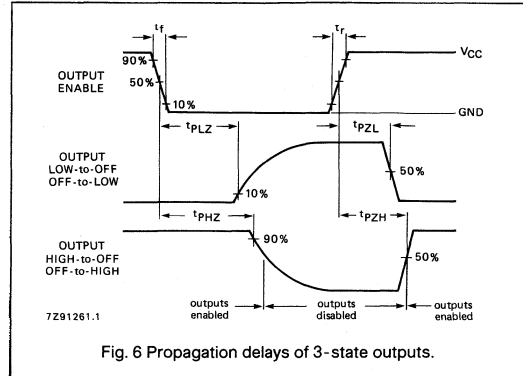 tf
tr
VCC
90%
OUTPUT
ENABLE
50%
10%
GND
tPLZ
tPZL
OUTPUT
LOW-to-OFF
OFF-to-LOW
50%
10%
tPHZ
tPZH
90%
OUTPUT
HIGH-to-OFF
OFF-to-HIGH
50%
outputs
enabled
outputs
disabled
outputs
enabled
7Z91261.1
Fig. 6 Propagation delays of 3-state outputs.